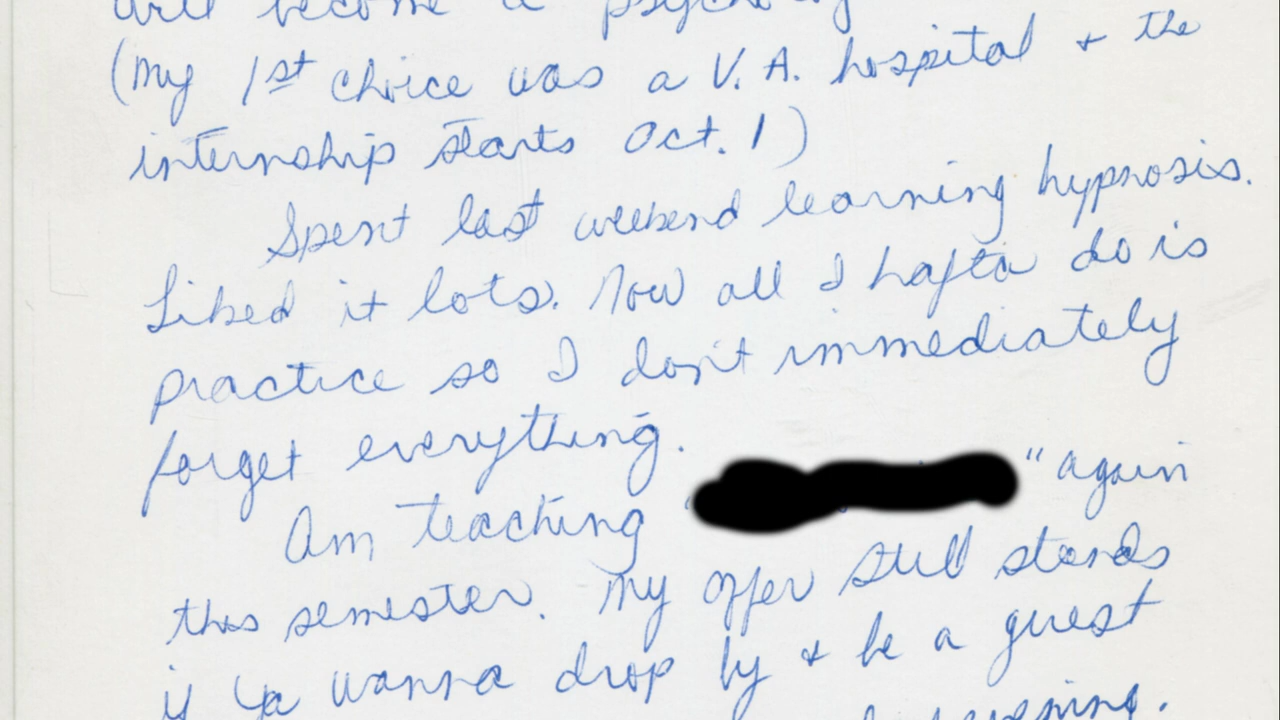 will become a
(My 1st choice was a V.A. hospital & the
internship starts Oct. 1)
Spent last weekend learning hypnosis.
Liked it lots. Now all I hafta do is
practice so I don't immediately
forget everything.
Am teaching " again
this semester. My offer still stands
if ya wanna drop by & be a guest